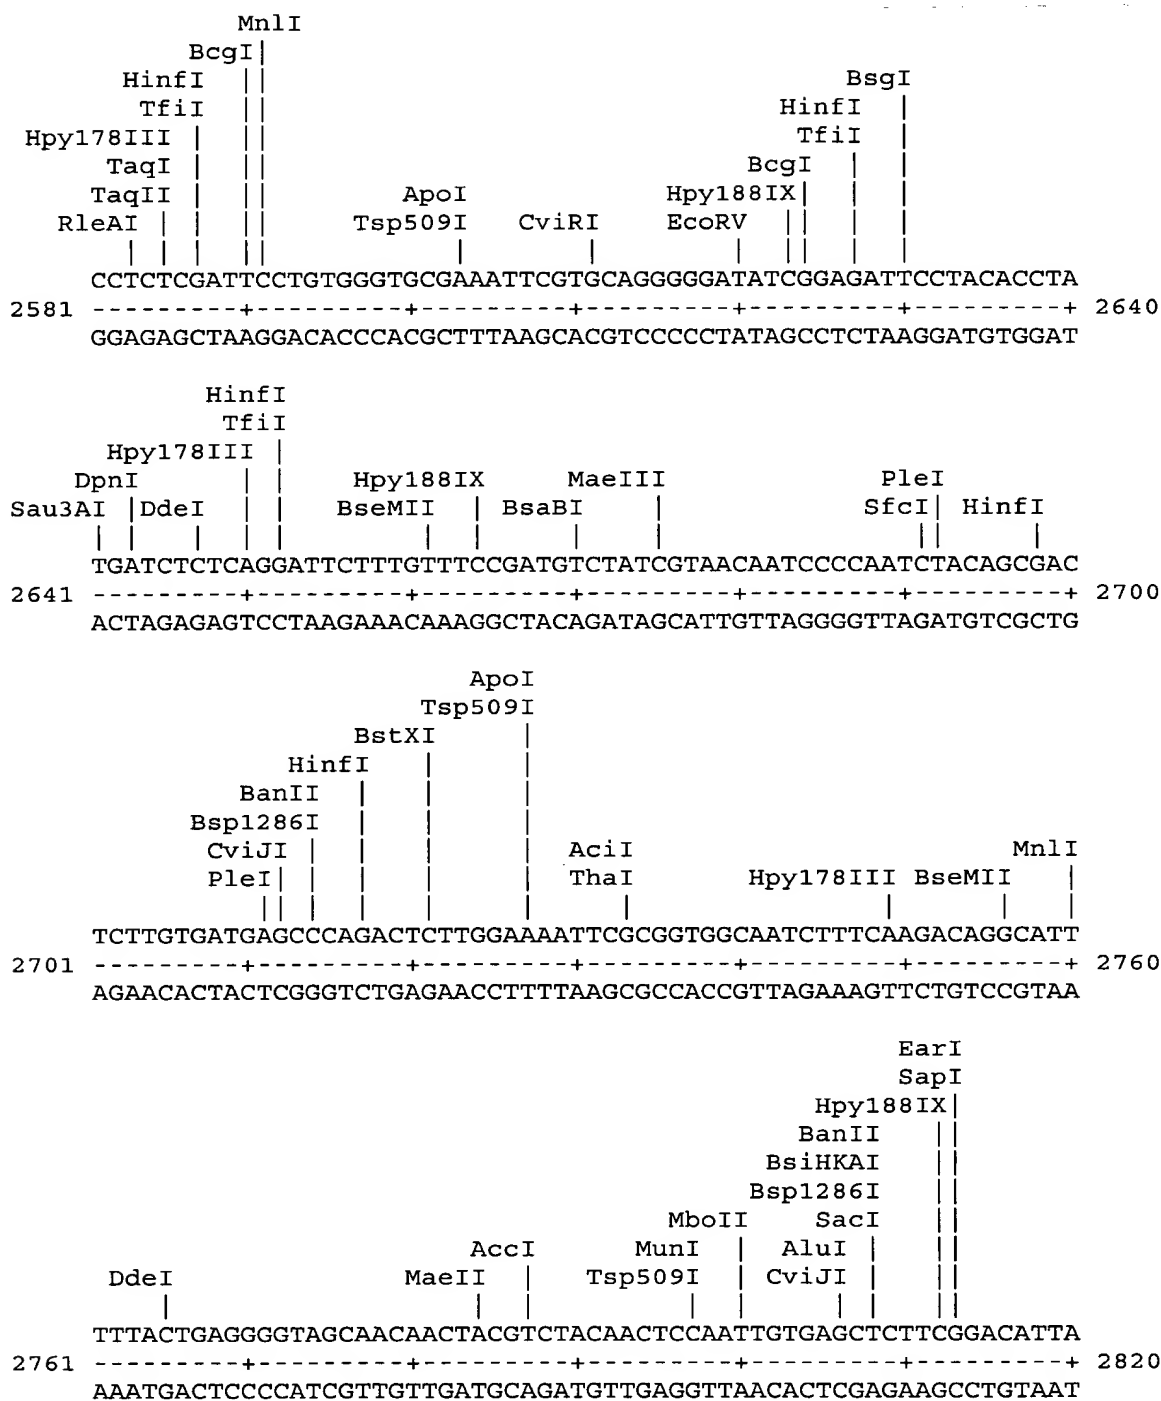 MnlI
BcgI|
HinfI ||
TfiI | ||
Hpy178III | ||
TaqI | ||
TaqII | ||
RleAI | | ||
BsgI
HinfI |
TfiI | |
BcgI | |
Hpy188IX| | |
EcoRV || | |
ApoI
Tsp509I CviRI
CCTCTCGATTCCTGTGGGTGCGAAATTCGTGCAGGGGGATATCGGAGATTCCTACACCTA
2581 ---------+---------+---------+---------+---------+---------+ 2640
GGAGAGCTAAGGACACCCACGCTTTAAGCACGTCCCCCTATAGCCTCTAAGGATGTGGAT
HinfI
TfiI
Hpy178III |
DpnI Hpy188IX MaeIII PleI
Sau3AI |DdeI | | BseMII | BsaBI | SfcI| HinfI
TGATCTCTCAGGATTCTTTGTTTCCGATGTCTATCGTAACAATCCCCAATCTACAGCGAC
2641 ---------+---------+---------+---------+---------+---------+ 2700
ACTAGAGAGTCCTAAGAAACAAAGGCTACAGATAGCATTGTTAGGGGTTAGATGTCGCTG
ApoI
Tsp509I
BstXI |
HinfI | |
BanII | | |
Bsp1286I | | |
CviJI | | | | AciI MnlI
PleI| | | | | ThaI Hpy178III BseMII |
TCTTGTGATGAGCCCAGACTCTTGGAAAATTCGCGGTGGCAATCTTTCAAGACAGGCATT
2701 ---------+---------+---------+---------+---------+---------+ 2760
AGAACACTACTCGGGTCTGAGAACCTTTTAAGCGCCACCGTTAGAAAGTTCTGTCCGTAA
EarI
SapI
Hpy188IX|
BanII ||
BsiHKAI ||
Bsp1286I ||
MboII SacI ||
AccI MunI | AluI | ||
DdeI MaeII | Tsp509I | CviJI | ||
TTTACTGAGGGGTAGCAACAACTACGTCTACAACTCCAATTGTGAGCTCTTCGGACATTA
2761 ---------+---------+---------+---------+---------+---------+ 2820
AAATGACTCCCCATCGTTGTTGATGCAGATGTTGAGGTTAACACTCGAGAAGCCTGTAAT